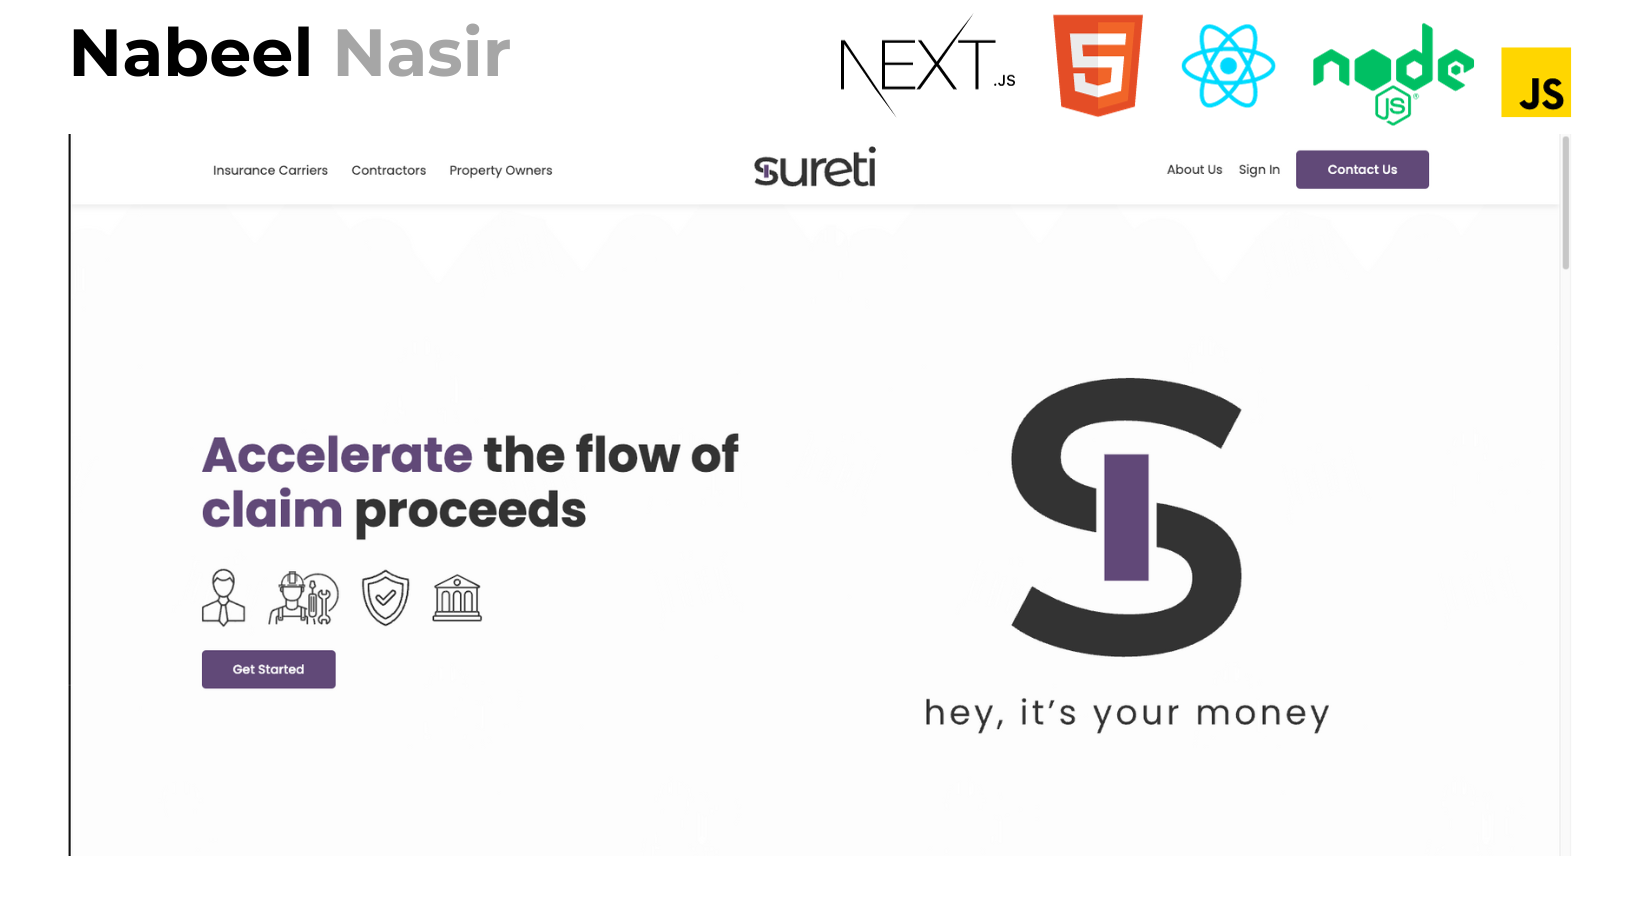 Nabeel Nasir
NEXT.JS
5
node
JS
JS
Insurance Carriers Contractors Property Owners
sureti
About Us Sign In Contact Us
Accelerate the flow of
claim proceeds
Get Started
hey, it's your money